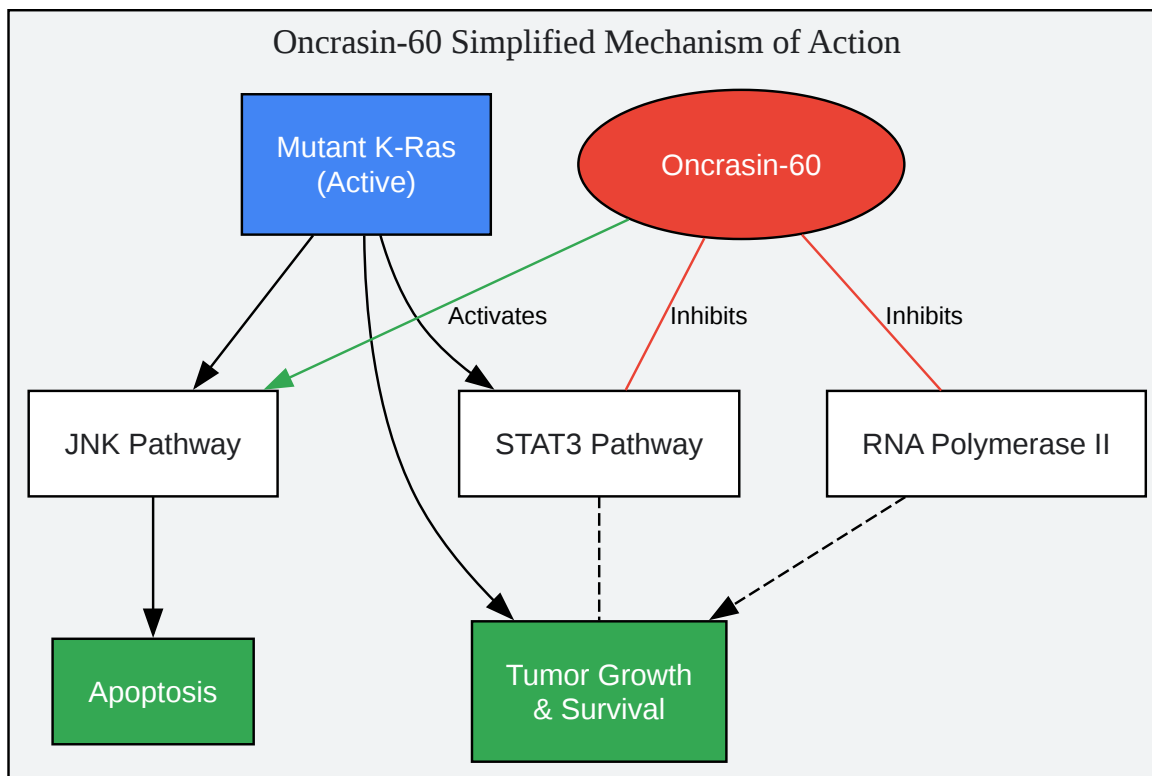 Oncrasin-60 Simplified Mechanism of Action
Mutant K-Ras
(Active)
Oncrasin-60
Activates
Inhibits
Inhibits
JNK Pathway
STAT3 Pathway
RNA Polymerase II
Apoptosis
Tumor Growth
& Survival